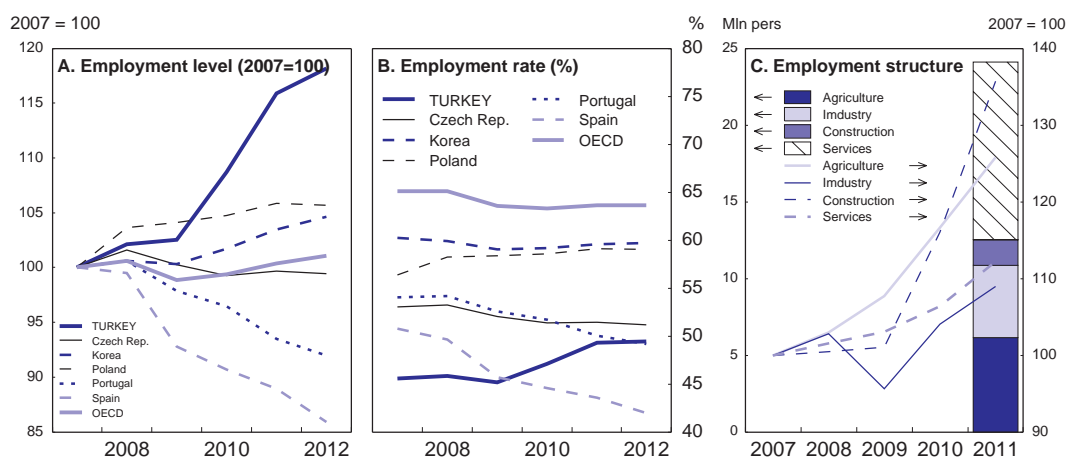 2007 = 100
%
Mln pers
2007 = 100
A. Employment level (2007=100)
120
115
110
105
100
95
90
85
TURKEY
Czech Rep.
Korea
Poland
Portugal
Spain
OECD
2008
2010
2012
B. Employment rate (%)
TURKEY
Czech Rep.
Korea
Poland
Portugal
Spain
OECD
80
75
70
65
60
55
50
45
40
2008
2010
2012
C. Employment structure
25
20
15
10
5
0
Agriculture
Imdustry
Construction
Services
Agriculture
Imdustry
Construction
Services
140
130
120
110
100
90
2007 2008 2009 2010 2011